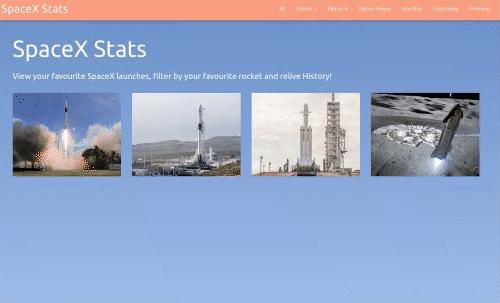 SpaceX Stats
All Falcon 1 Falcon 9 Falcon Heavy Starship Upcoming Previous
SpaceX Stats
View your favourite SpaceX launches, filter by your favourite rocket and relive History!